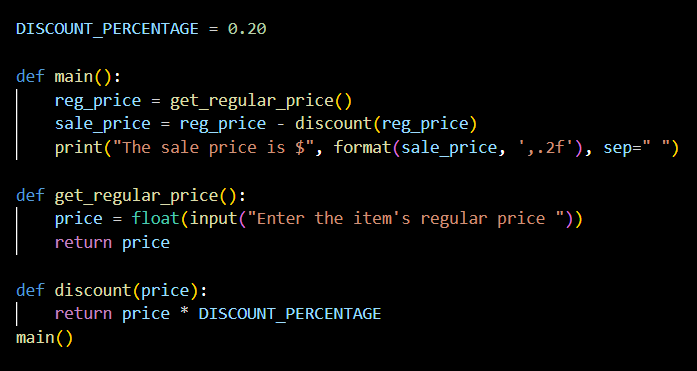 DISCOUNT_PERCENTAGE = 0.20
def main():
reg_price = get_regular_price()
sale_price = reg_price - discount(reg_price)
print("The sale price is $", format(sale_price, ',.2f'), sep=" ")
def get_regular_price():
price = float(input("Enter the item's regular price "))
return price
def discount(price):
return price * DISCOUNT_PERCENTAGE
main()